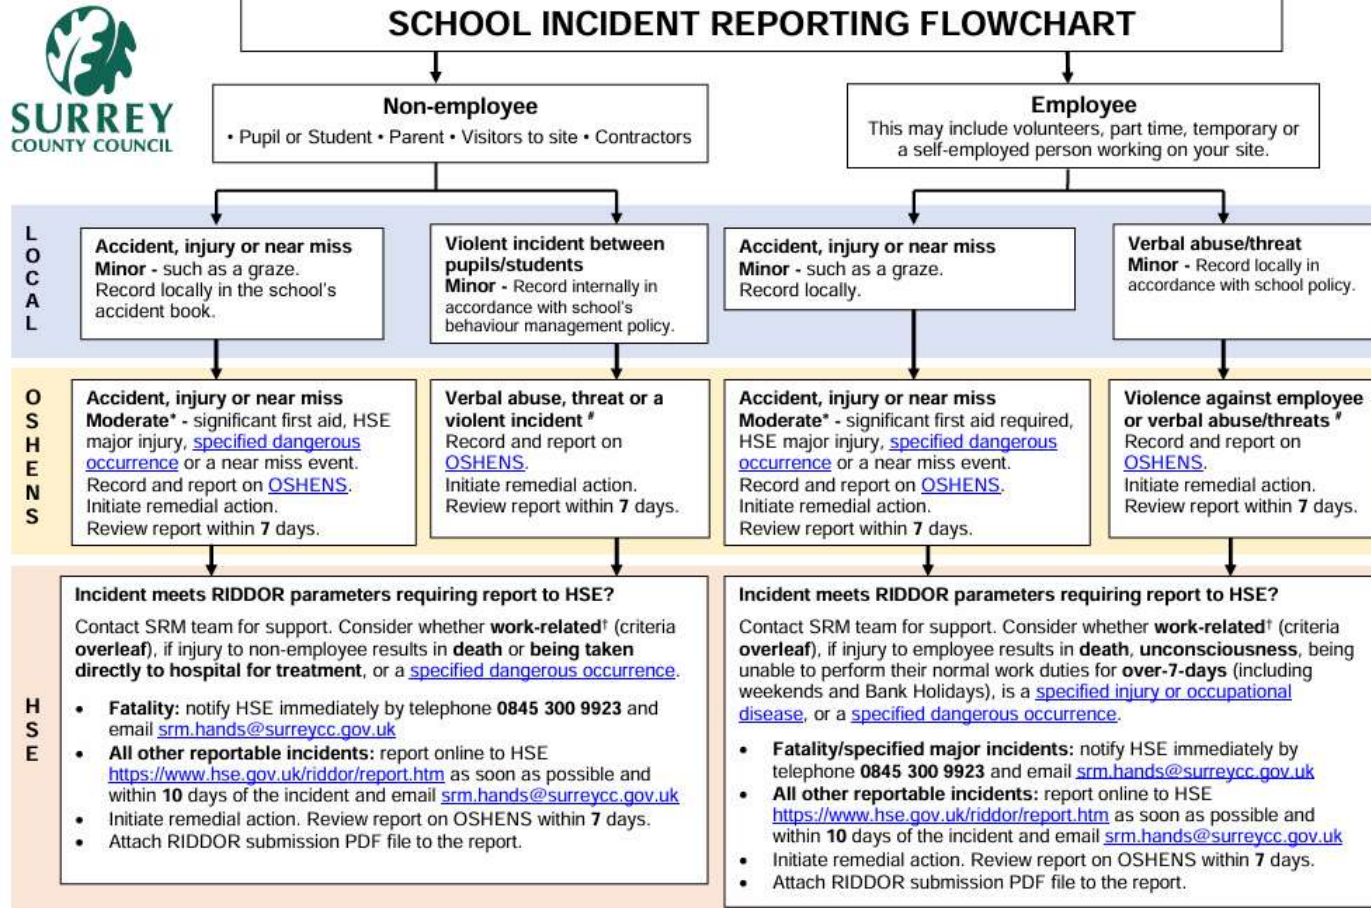 SCHOOL INCIDENT REPORTING FLOWCHART
SURREY
COUNTY COUNCIL
Non-employee
• Pupil or Student • Parent • Visitors to site • Contractors
Employee
This may include volunteers, part time, temporary or
a self-employed person working on your site.
L
O
C
A
L
Accident, injury or near miss
Minor - such as a graze.
Record locally in the school's
accident book.
Violent incident between
pupils/students
Minor - Record internally in
accordance with school's
behaviour management policy.
Accident, injury or near miss
Minor - such as a graze.
Record locally.
Verbal abuse/threat
Minor - Record locally in
accordance with school policy.
O
S
H
E
N
S
Accident, injury or near miss
Moderate* - significant first aid, HSE
major injury, specified dangerous
occurrence or a near miss event.
Record and report on OSHENS.
Initiate remedial action.
Review report within 7 days.
Verbal abuse, threat or a
violent incident #
Record and report on
OSHENS.
Initiate remedial action.
Review report within 7 days.
Accident, injury or near miss
Moderate* - significant first aid required,
HSE major injury, specified dangerous
occurrence or a near miss event.
Record and report on OSHENS.
Initiate remedial action.
Review report within 7 days.
Violence against employee
or verbal abuse/threats #
Record and report on
OSHENS.
Initiate remedial action.
Review report within 7 days.
H
S
E
Incident meets RIDDOR parameters requiring report to HSE?
Contact SRM team for support. Consider whether work-related† (criteria
overleaf), if injury to non-employee results in death or being taken
directly to hospital for treatment, or a specified dangerous occurrence.
• Fatality: notify HSE immediately by telephone 0845 300 9923 and
email srm.hands@surreycc.gov.uk
• All other reportable incidents: report online to HSE
https://www.hse.gov.uk/riddor/report.htm as soon as possible and
within 10 days of the incident and email srm.hands@surreycc.gov.uk
• Initiate remedial action. Review report on OSHENS within 7 days.
• Attach RIDDOR submission PDF file to the report.
Incident meets RIDDOR parameters requiring report to HSE?
Contact SRM team for support. Consider whether work-related† (criteria
overleaf), if injury to employee results in death, unconsciousness, being
unable to perform their normal work duties for over-7-days (including
weekends and Bank Holidays), is a specified injury or occupational
disease, or a specified dangerous occurrence.
• Fatality/specified major incidents: notify HSE immediately by
telephone 0845 300 9923 and email srm.hands@surreycc.gov.uk
• All other reportable incidents: report online to HSE
https://www.hse.gov.uk/riddor/report.htm as soon as possible and
within 10 days of the incident and email srm.hands@surreycc.gov.uk
• Initiate remedial action. Review report on OSHENS within 7 days.
• Attach RIDDOR submission PDF file to the report.